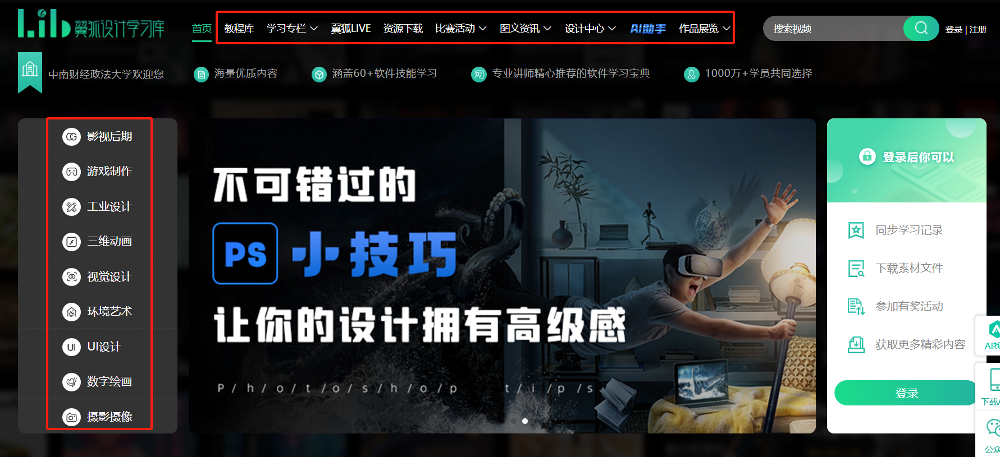 Lib 翼狐设计学习库
首页 教程库 学习专栏 翼狐LIVE 资源下载 比赛活动 图文资讯 设计中心 AI助手 作品展览
搜索视频
登录 | 注册
中南财经政法大学欢迎您
海量优质内容
涵盖60+软件技能学习
专业讲师精心推荐的软件学习宝典
1000万+学员共同选择
影视后期
游戏制作
工业设计
三维动画
视觉设计
环境艺术
UI
UI设计
数字绘画
摄影摄像
不可错过的
PS 小技巧
让你的设计拥有高级感
P/h/o/t/o/s/h/o/p t/i/p/s
登录后你可以
同步学习记录
下载素材文件
参加有奖活动
获取更多精彩内容
登录
AI找
下载A
公众